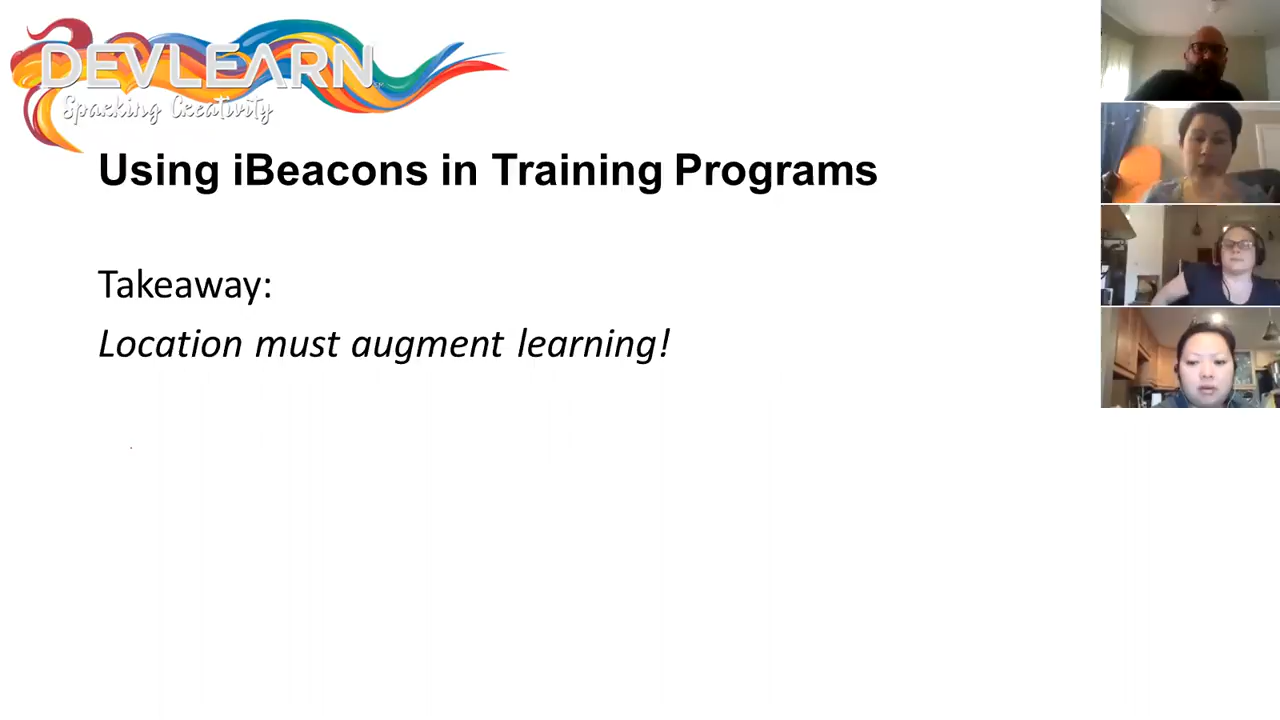 DEVLEARN
Sparking Creativity
Using iBeacons in Training Programs
Takeaway:
Location must augment learning!